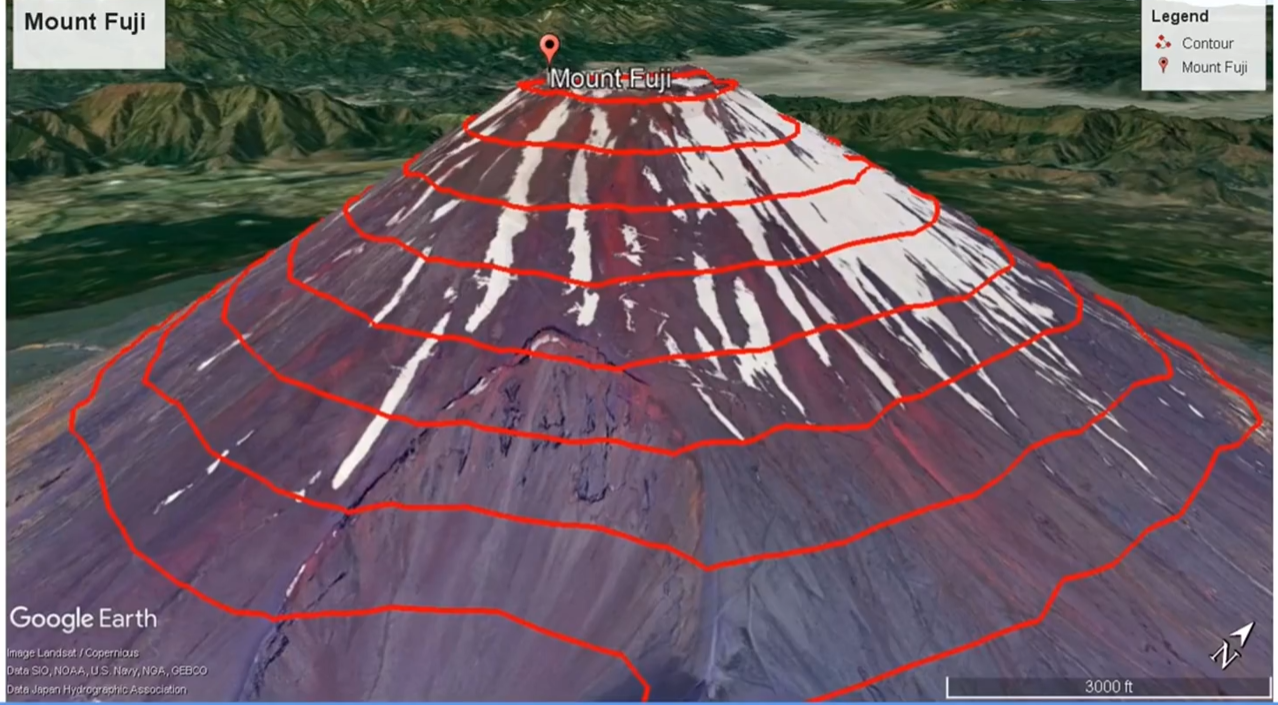 Mount Fuji
Legend
Contour
Mount Fuji
Mount Fuji
Google Earth
Image Landsat / Copernicus
Data SIO, NOAA, U.S. Navy, NGA, GEBCO
Data Japan Hydrographic Association
N
3000 ft